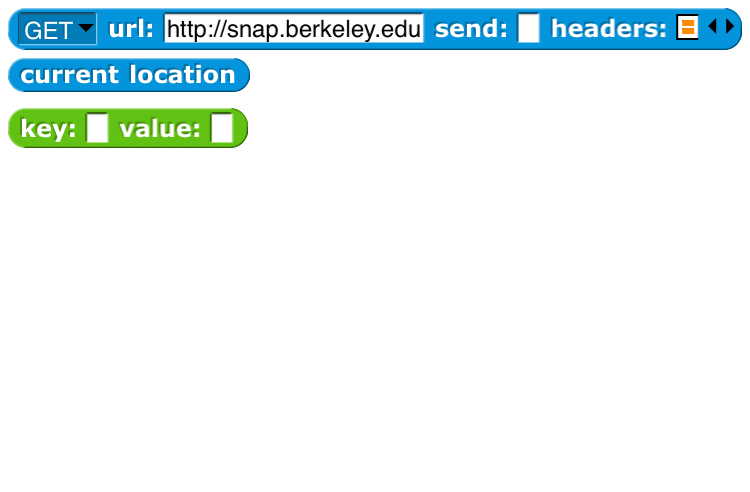 GET url: http://snap.berkeley.edu send: headers:
current location
key: value: